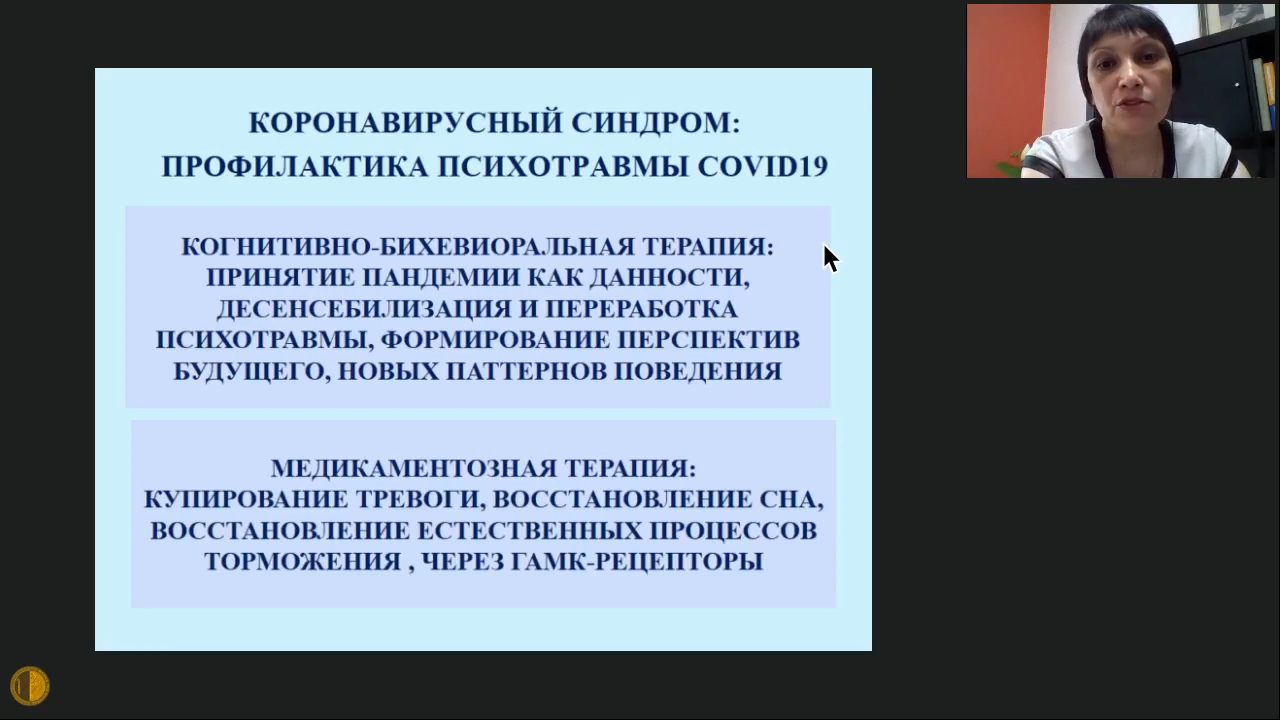 КОРОНАВИРУСНЫЙ СИНДРОМ:
ПРОФИЛАКТИКА ПСИХОТРАВМЫ COVID19
КОГНИТИВНО-БИХЕВИОРАЛЬНАЯ ТЕРАПИЯ:
ПРИНЯТИЕ ПАНДЕМИИ КАК ДАННОСТИ,
ДЕСЕНСЕБИЛИЗАЦИЯ И ПЕРЕРАБОТКА
ПСИХОТРАВМЫ, ФОРМИРОВАНИЕ ПЕРСПЕКТИВ
БУДУЩЕГО, НОВЫХ ПАТТЕРНОВ ПОВЕДЕНИЯ
МЕДИКАМЕНТОЗНАЯ ТЕРАПИЯ:
КУПИРОВАНИЕ ТРЕВОГИ, ВОССТАНОВЛЕНИЕ СНА,
ВОССТАНОВЛЕНИЕ ЕСТЕСТВЕННЫХ ПРОЦЕССОВ
ТОРМОЖЕНИЯ , ЧЕРЕЗ ГАМК-РЕЦЕПТОРЫ